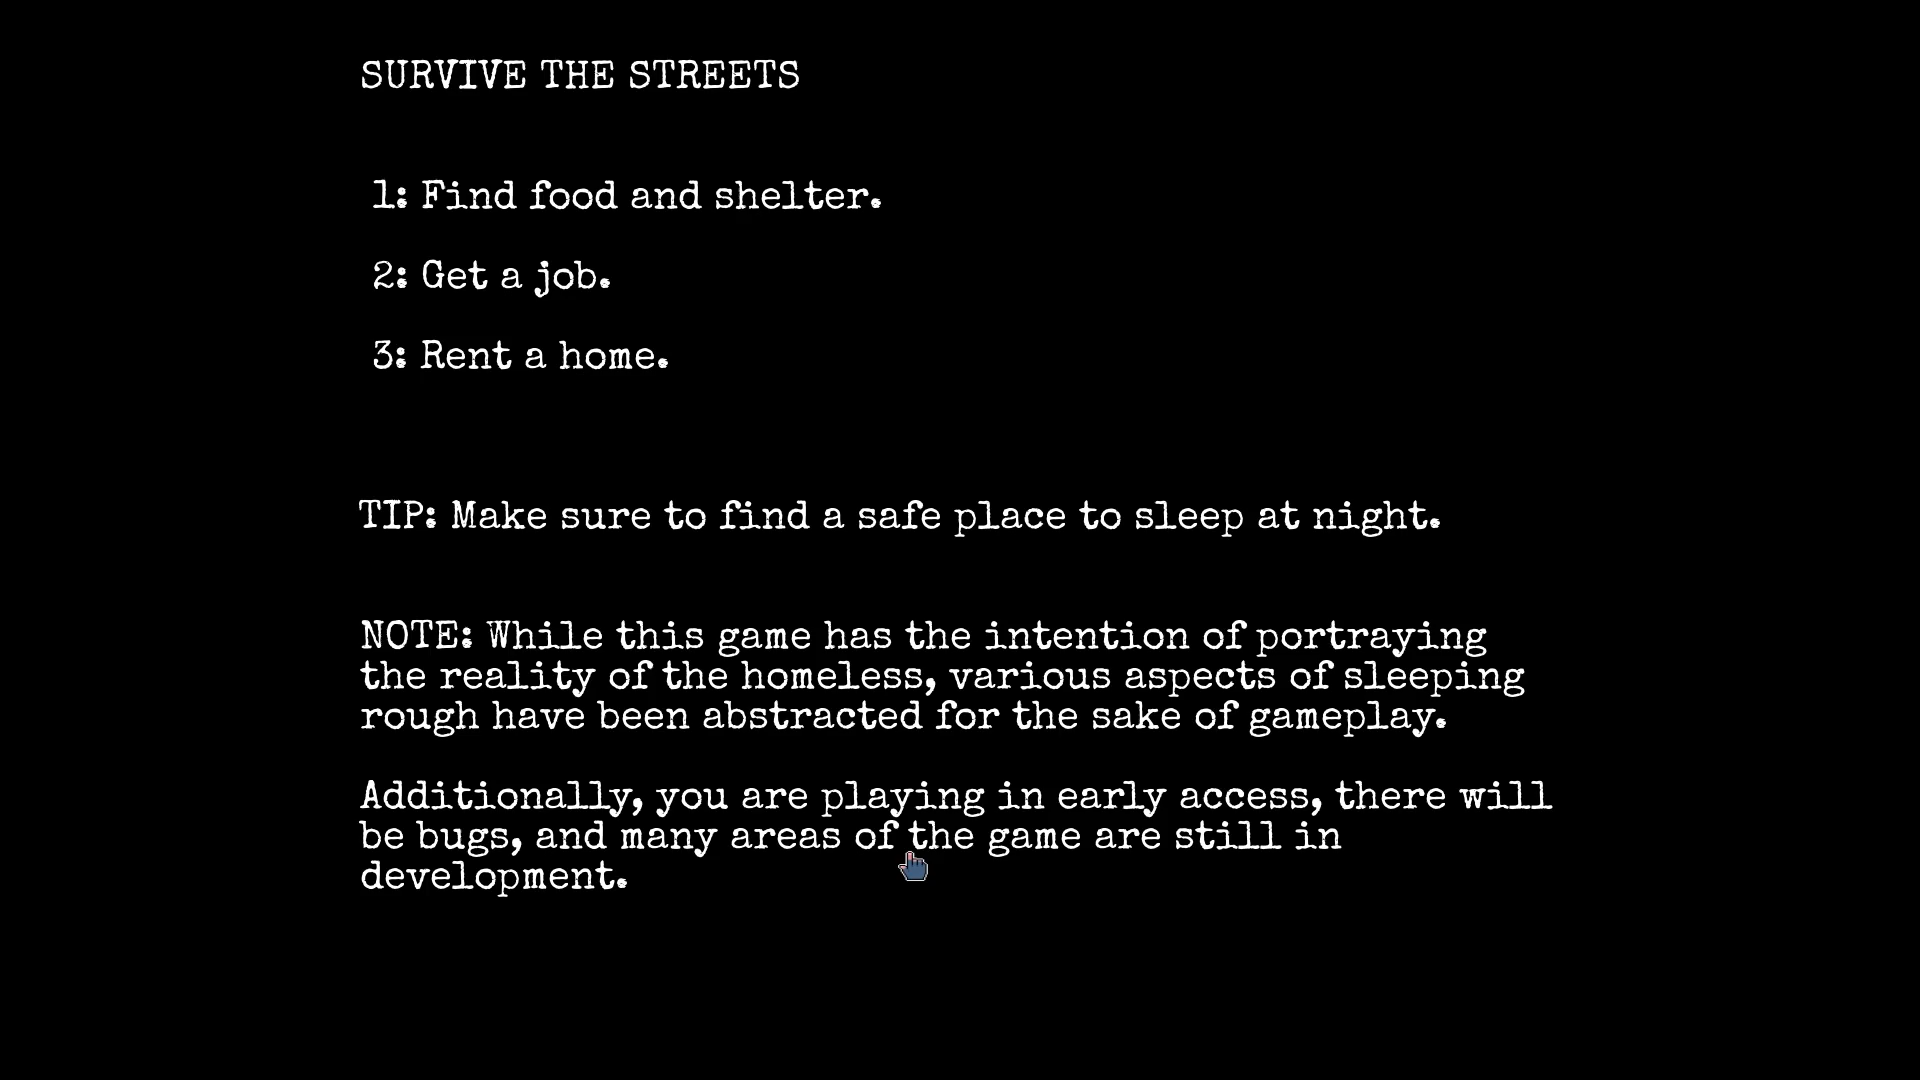 SURVIVE THE STREETS
1: Find food and shelter.
2: Get a job.
3: Rent a home.
TIP: Make sure to find a safe place to sleep at night.
NOTE: While this game has the intention of portraying
the reality of the homeless, various aspects of sleeping
rough have been abstracted for the sake of gameplay.
Additionally, you are playing in early access, there will
be bugs, and many areas of the game are still in
development.